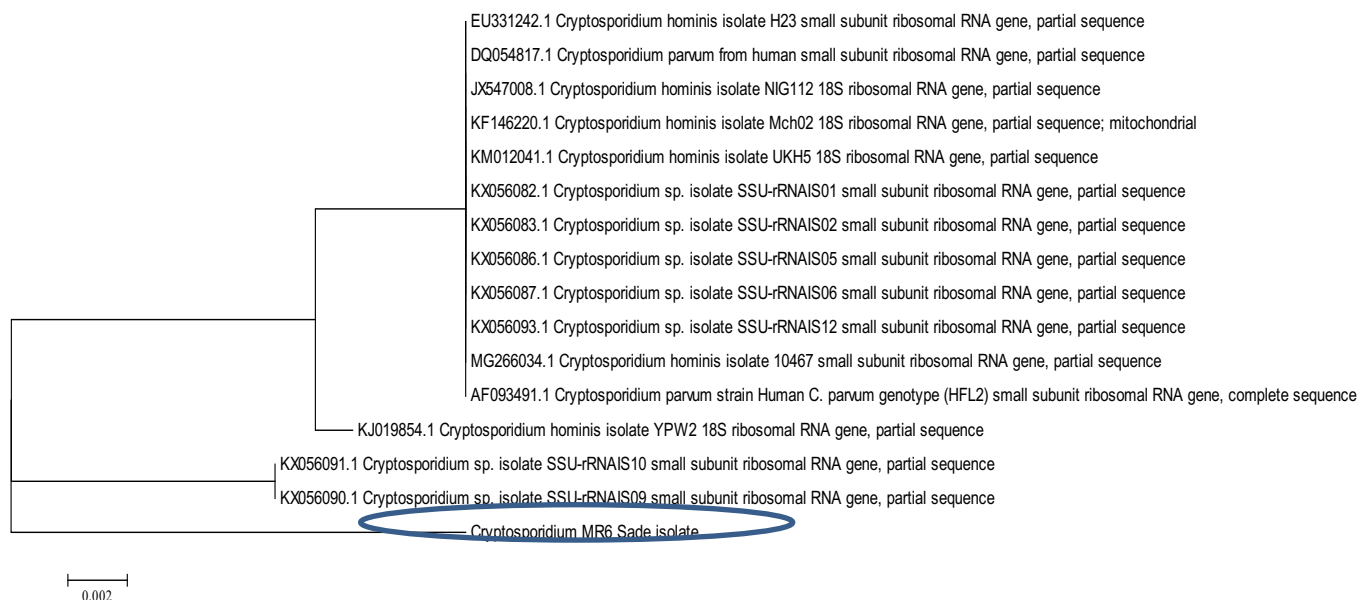 EU331242.1 Cryptosporidium hominis isolate H23 small subunit ribosomal RNA gene, partial sequence
DQ054817.1 Cryptosporidium parvum from human small subunit ribosomal RNA gene, partial sequence
JX547008.1 Cryptosporidium hominis isolate NIG112 18S ribosomal RNA gene, partial sequence
KF146220.1 Cryptosporidium hominis isolate Mch02 18S ribosomal RNA gene, partial sequence; mitochondrial
KM012041.1 Cryptosporidium hominis isolate UKH5 18S ribosomal RNA gene, partial sequence
KX056082.1 Cryptosporidium sp. isolate SSU-rRNAIS01 small subunit ribosomal RNA gene, partial sequence
KX056083.1 Cryptosporidium sp. isolate SSU-rRNAIS02 small subunit ribosomal RNA gene, partial sequence
KX056086.1 Cryptosporidium sp. isolate SSU-rRNAIS05 small subunit ribosomal RNA gene, partial sequence
KX056087.1 Cryptosporidium sp. isolate SSU-rRNAIS06 small subunit ribosomal RNA gene, partial sequence
KX056093.1 Cryptosporidium sp. isolate SSU-rRNAIS12 small subunit ribosomal RNA gene, partial sequence
MG266034.1 Cryptosporidium hominis isolate 10467 small subunit ribosomal RNA gene, partial sequence
AF093491.1 Cryptosporidium parvum strain Human C. parvum genotype (HFL2) small subunit ribosomal RNA gene, complete sequence
KJ019854.1 Cryptosporidium hominis isolate YPW2 18S ribosomal RNA gene, partial sequence
KX056091.1 Cryptosporidium sp. isolate SSU-rRNAIS10 small subunit ribosomal RNA gene, partial sequence
KX056090.1 Cryptosporidium sp. isolate SSU-rRNAIS09 small subunit ribosomal RNA gene, partial sequence
Cryptosporidium MR6 Sade isolate
0.002